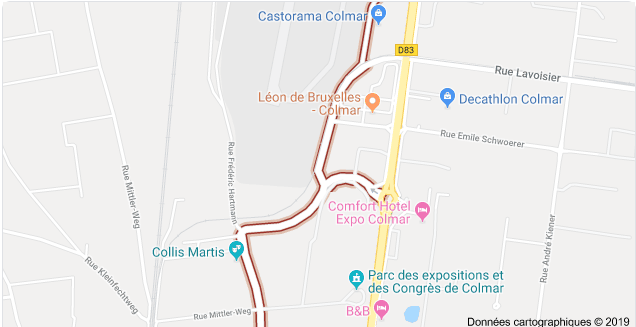 Castorama Colmar
D83
Rue Lavoisier
Léon de Bruxelles
- Colmar
Decathlon Colmar
Rue Emile Schwoerer
Rue Mittler-Weg
Rue Frédéric Hartmann
Comfort Hotel
Expo Colmar
Rue André Kiener
Collis Martis
Rue Kleinfechtweg
Parc des expositions et
des Congrès de Colmar
Rue Mittler-Weg
B&B
Données cartographiques © 2019